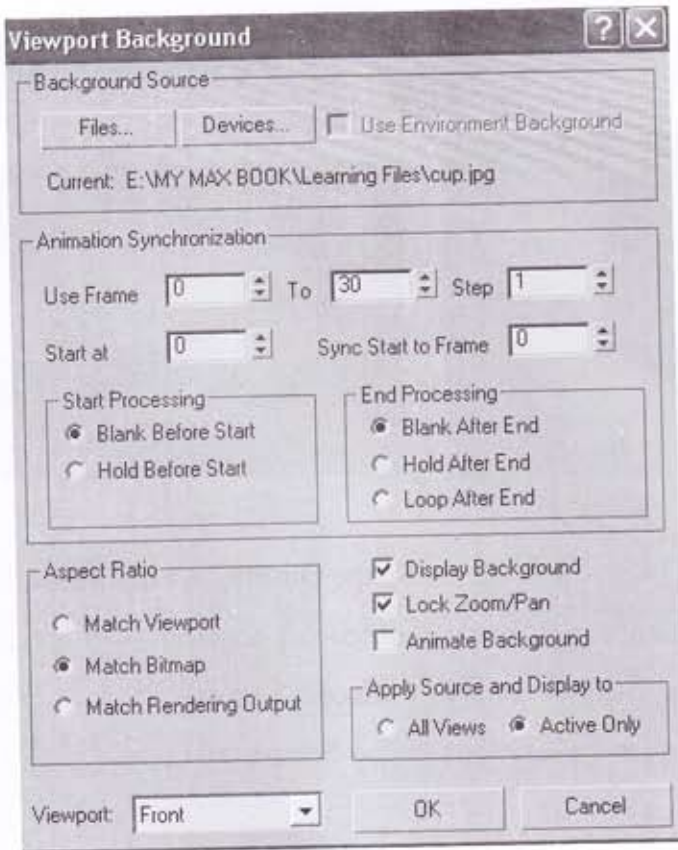 Viewport Background
Background Source
Files... Devices... Use Environment Background
Current: E:\MY MAX BOOK\Learning Files\cup.jpg
Animation Synchronization
Use Frame 0 To 30 Step 1
Start at 0 Sync Start to Frame 0
Start Processing
Blank Before Start
Hold Before Start
End Processing
Blank After End
Hold After End
Loop After End
Aspect Ratio
Match Viewport
Match Bitmap
Match Rendering Output
Display Background
Lock Zoom/Pan
Animate Background
Apply Source and Display to
All Views Active Only
Viewport: Front OK Cancel